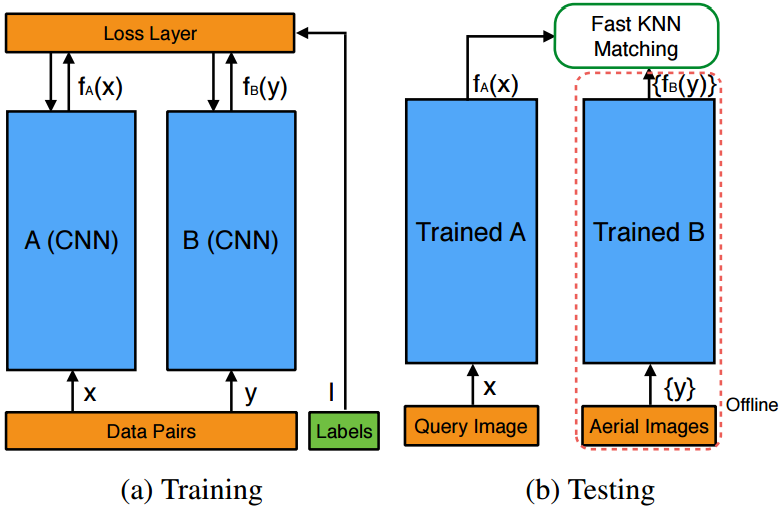 Loss Layer
fA(x)
fB(y)
A (CNN)
B (CNN)
x
y
l
Data Pairs
Labels
(a) Training
Fast KNN
Matching
fA(x)
{fB(y)}
Trained A
Trained B
x
{y}
Query Image
Aerial Images
Offline
(b) Testing